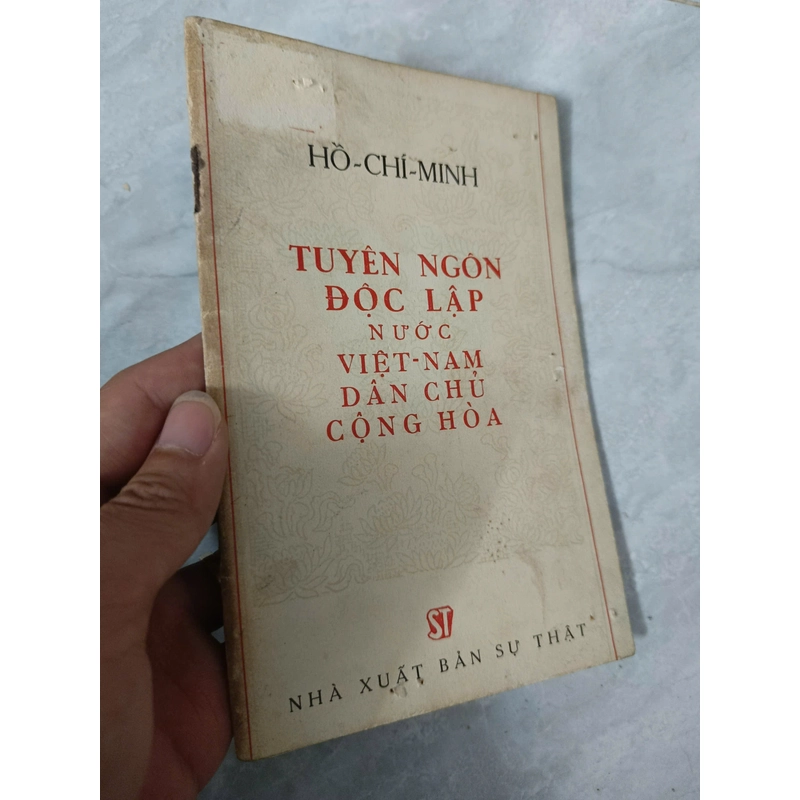 HỒ-CHÍ-MINH
TUYÊN NGÔN
ĐỘC LẬP
NƯỚC
VIỆT-NAM
DÂN CHỦ
CỘNG HÒA
ST
NHÀ XUẤT BẢN SỰ THẬT